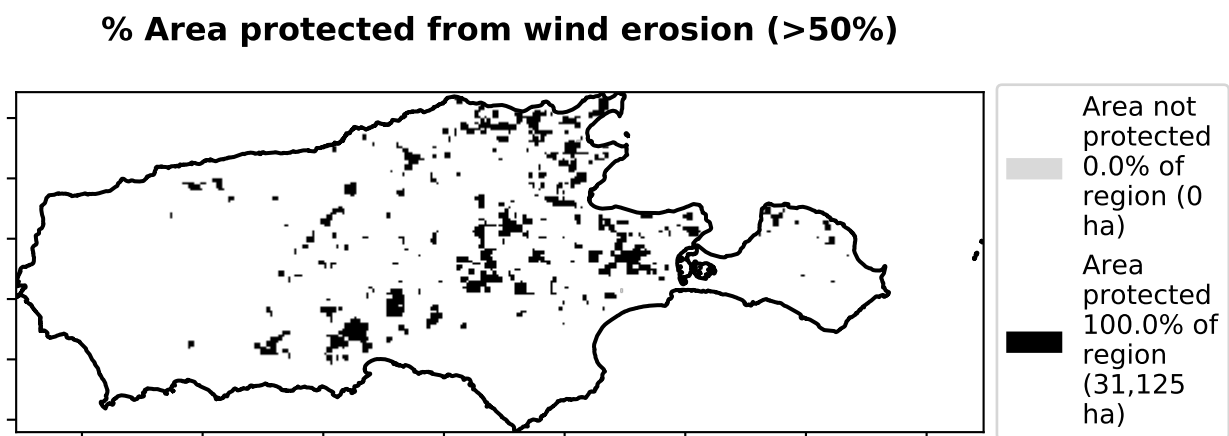 % Area protected from wind erosion (>50%)
Area not
protected
0.0% of
region (0
ha)
Area
protected
100.0% of
region
(31,125
ha)